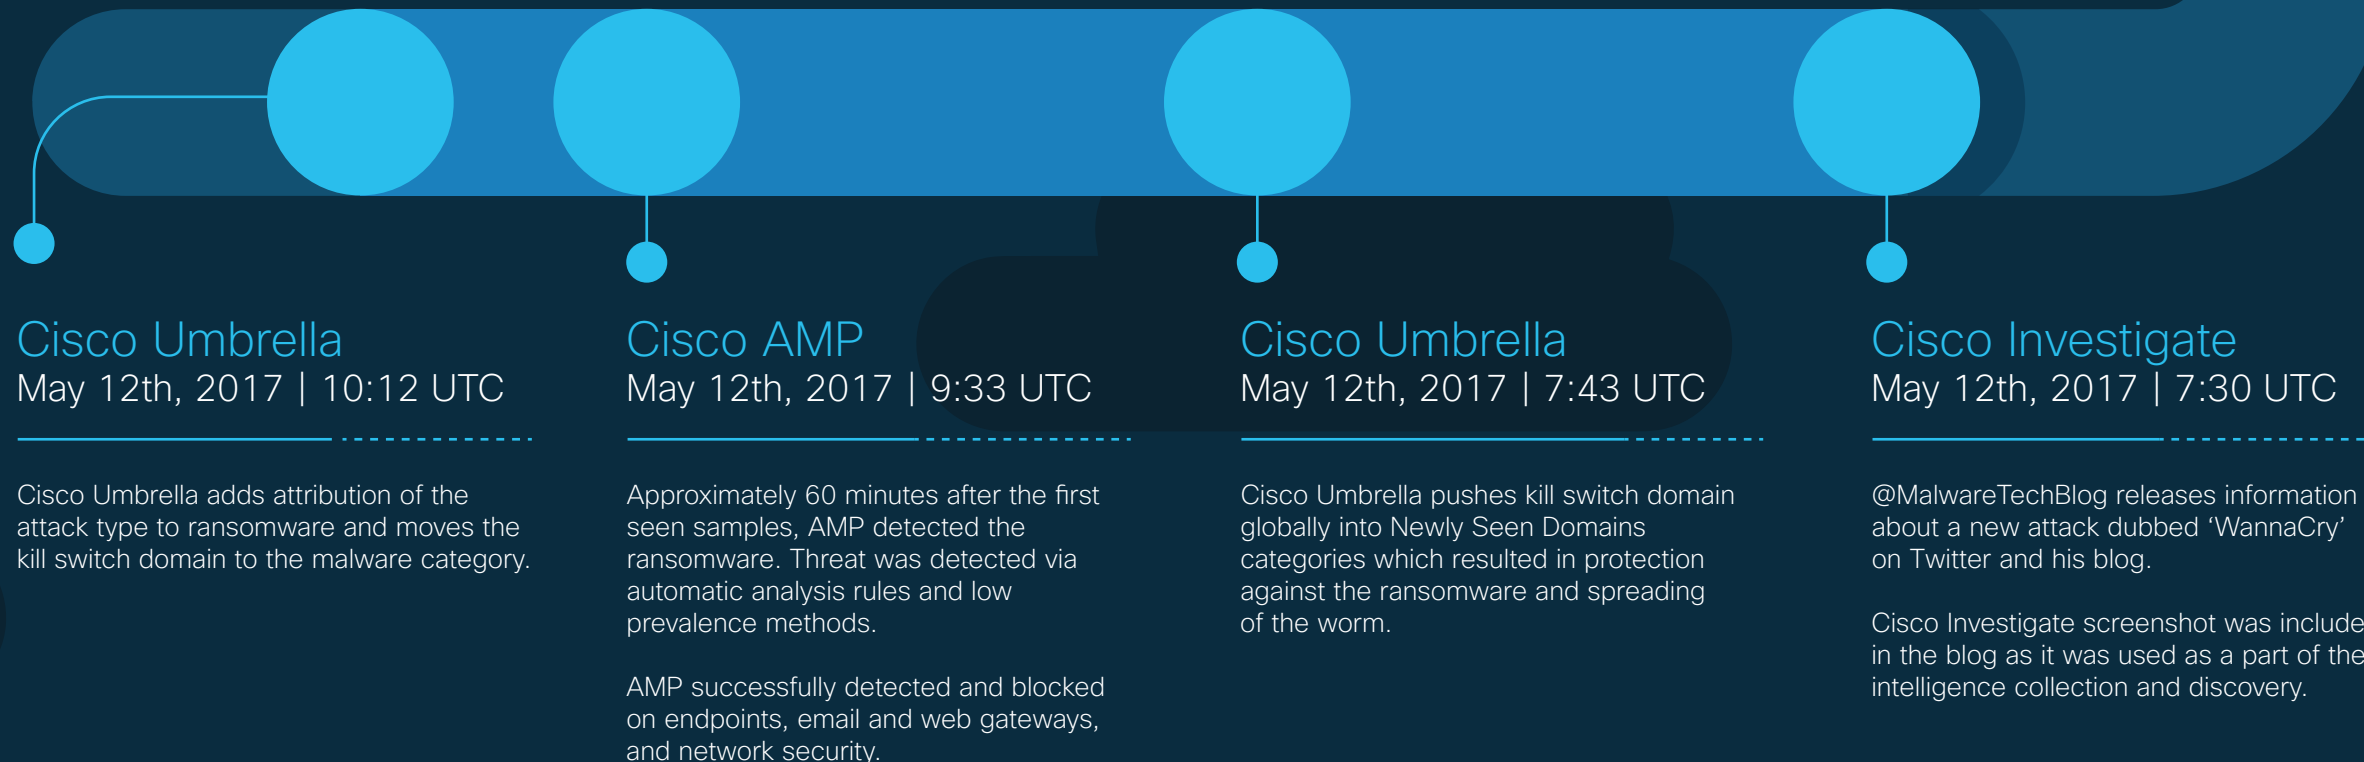 Cisco Umbrella
May 12th, 2017 | 10:12 UTC
Cisco Umbrella adds attribution of the
attack type to ransomware and moves the
kill switch domain to the malware category.
Cisco AMP
May 12th, 2017 | 9:33 UTC
Approximately 60 minutes after the first
seen samples, AMP detected the
ransomware. Threat was detected via
automatic analysis rules and low
prevalence methods.
AMP successfully detected and blocked
on endpoints, email and web gateways,
and network security.
Cisco Umbrella
May 12th, 2017 | 7:43 UTC
Cisco Umbrella pushes kill switch domain
globally into Newly Seen Domains
categories which resulted in protection
against the ransomware and spreading
of the worm.
Cisco Investigate
May 12th, 2017 | 7:30 UTC
@MalwareTechBlog releases information
about a new attack dubbed ‘WannaCry’
on Twitter and his blog.
Cisco Investigate screenshot was include
in the blog as it was used as a part of the
intelligence collection and discovery.